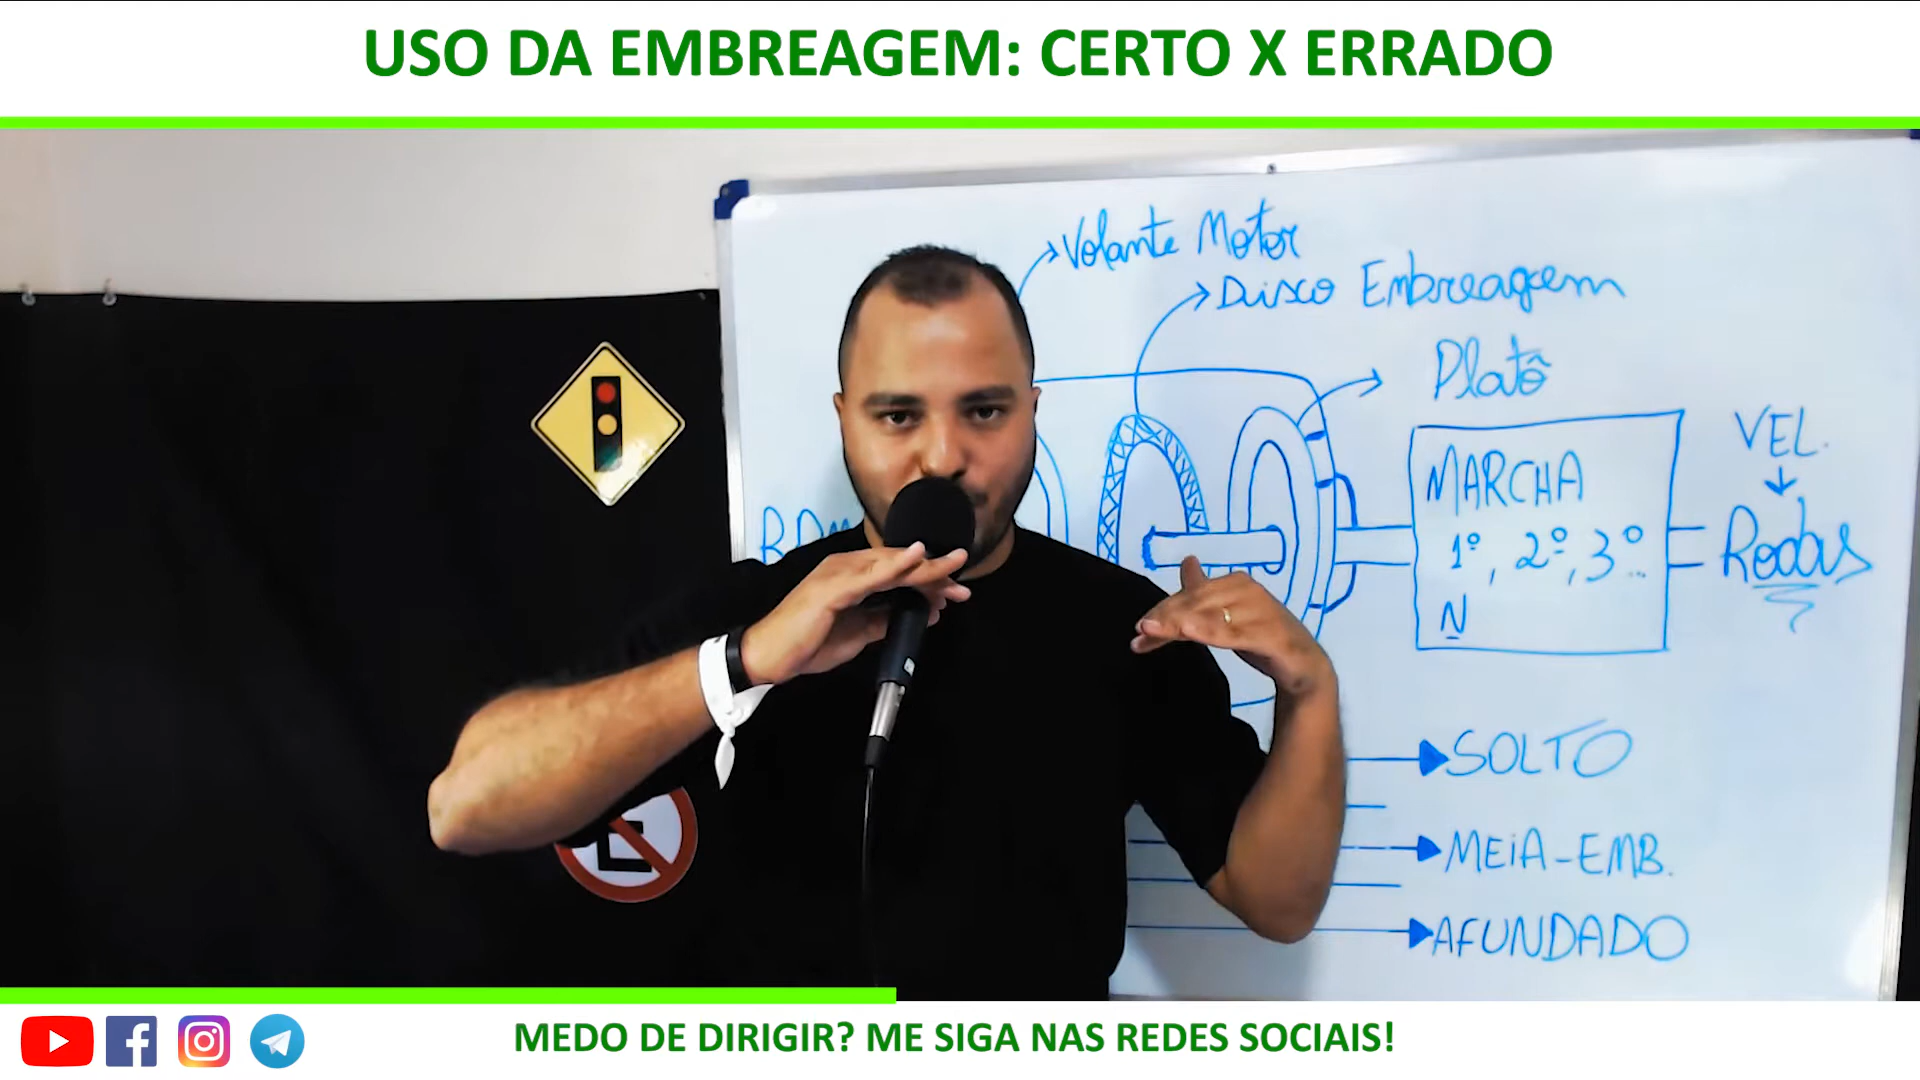 USO DA EMBREAGEM: CERTO X ERRADO
Volante Motor
Disco Embreagem
Platô
VEL.
MARCHA
1º, 2º, 3º...
N
Rodas
SOLTO
MEIA-EMB.
AFUNDADO
MEDO DE DIRIGIR? ME SIGA NAS REDES SOCIAIS!